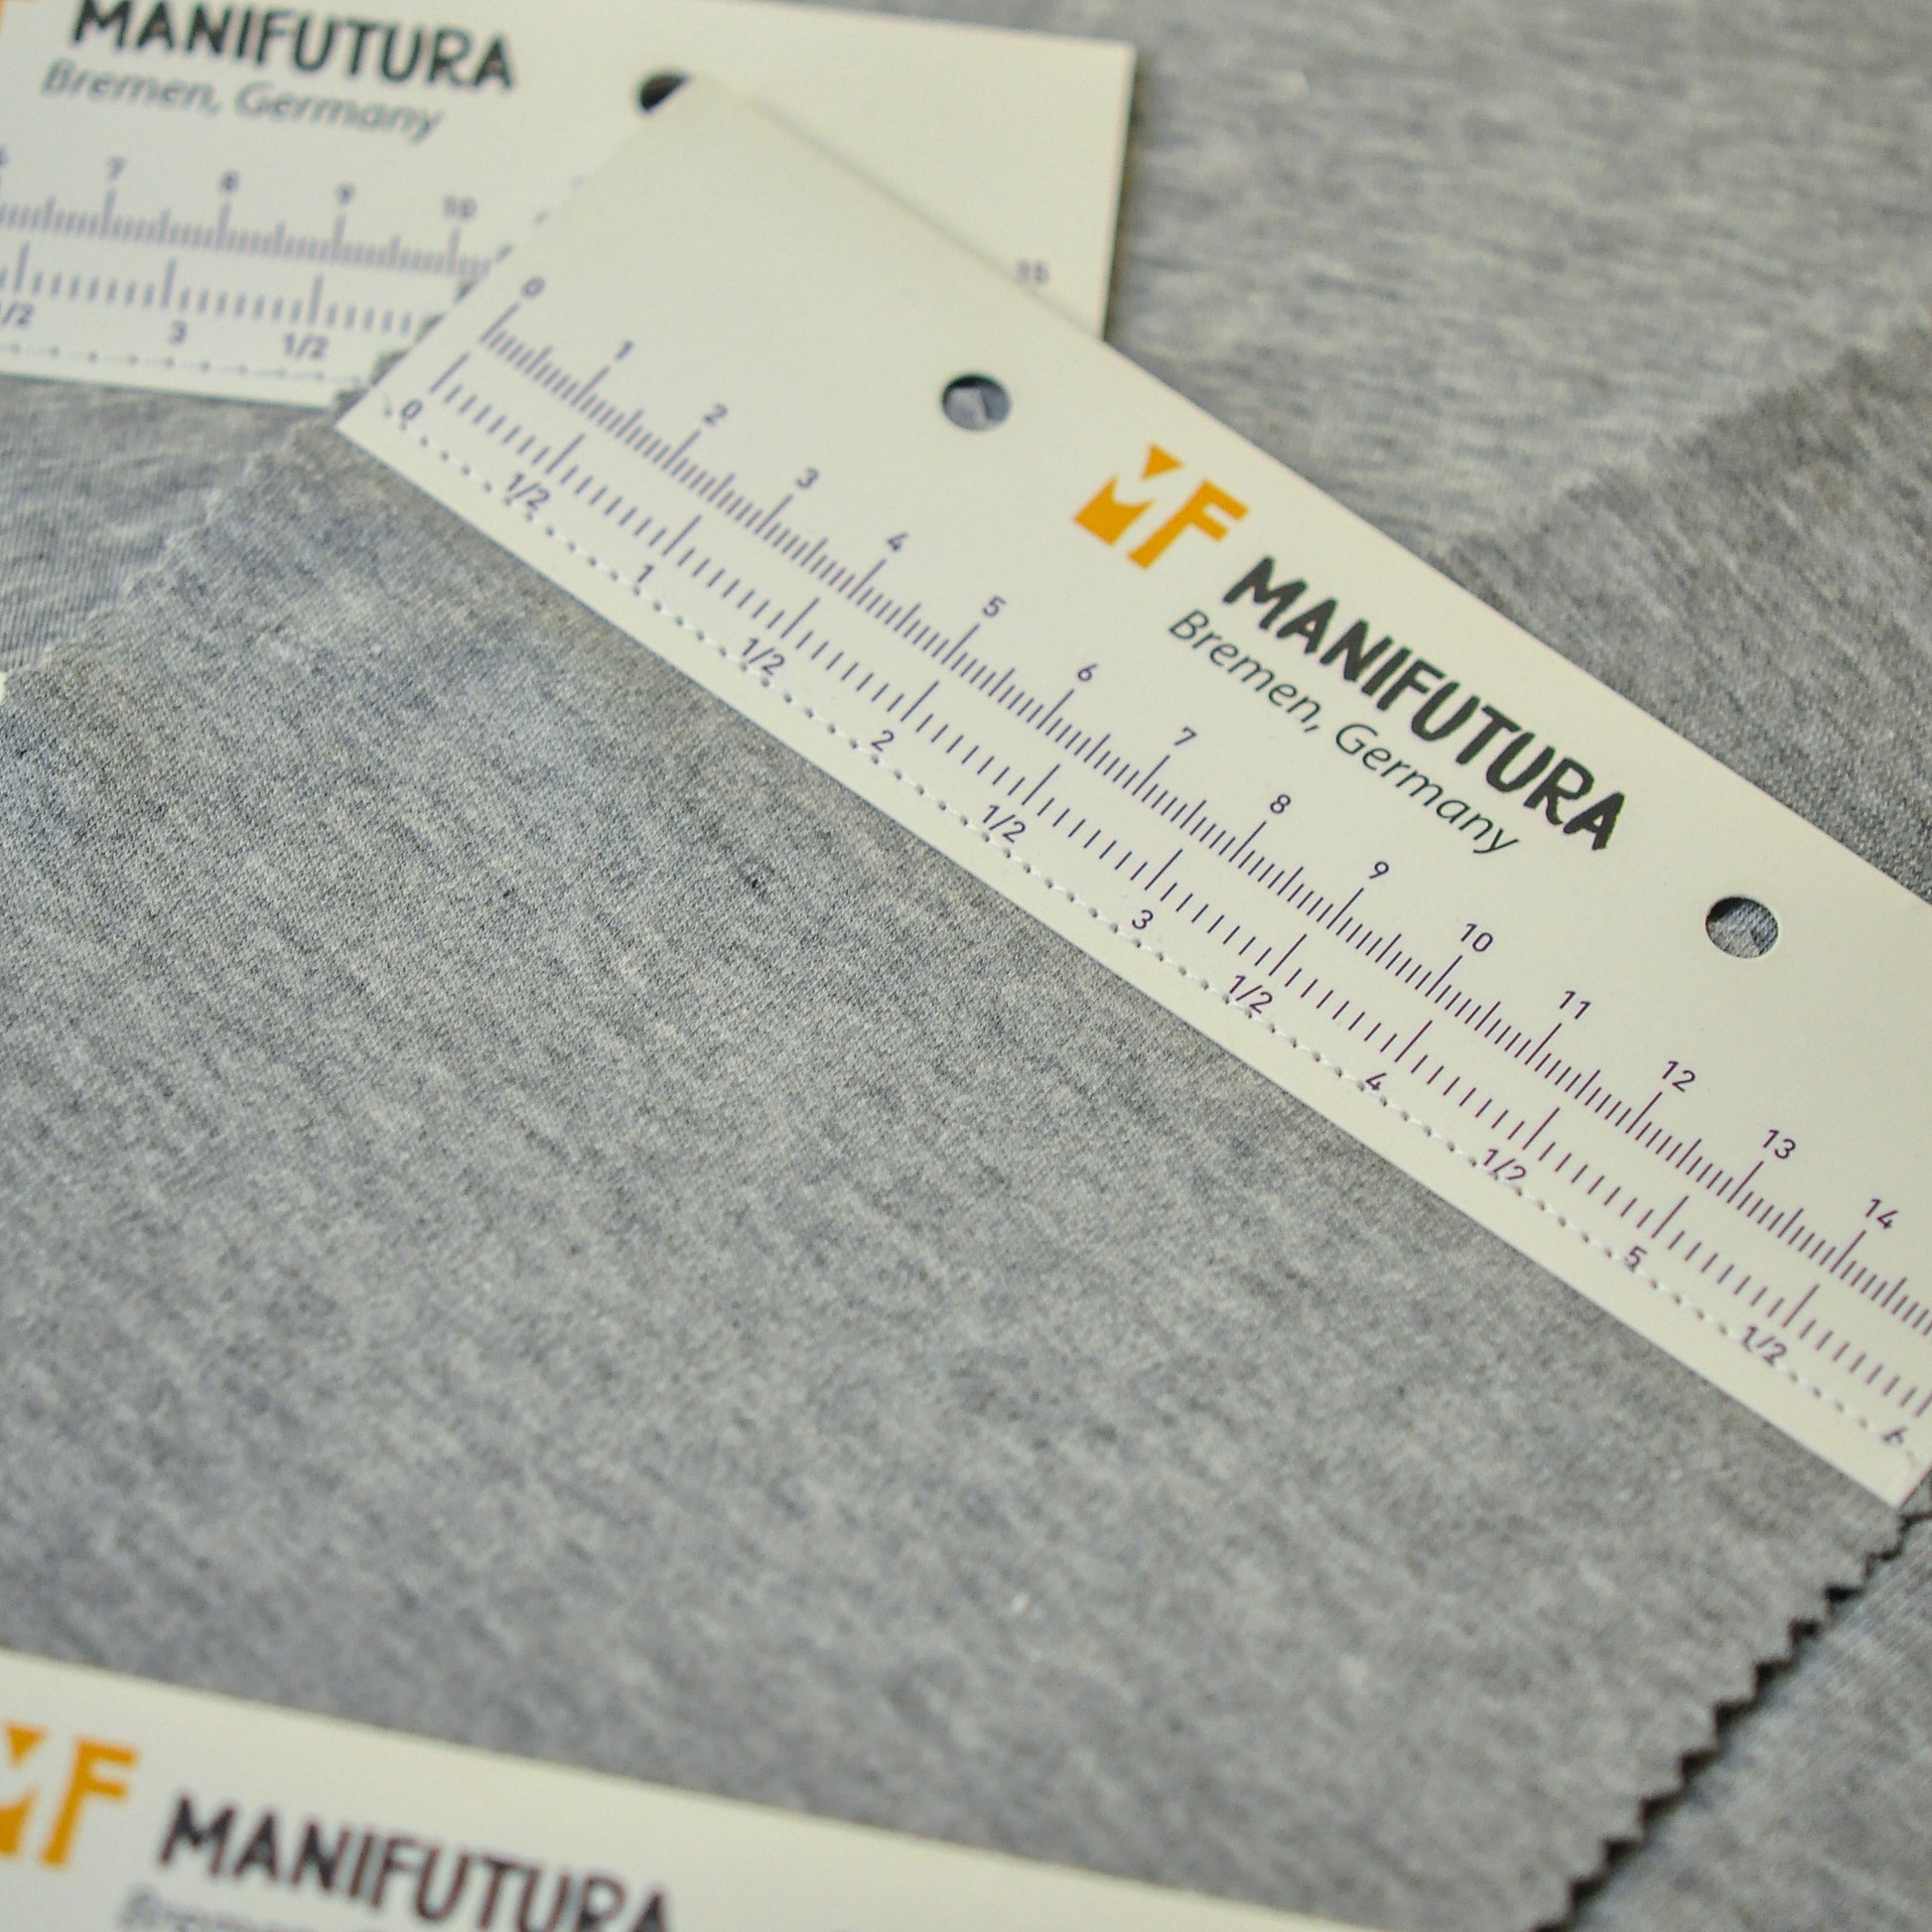 MANIFUTURA
Bremen, Germany
7 8 9 10
15
1/2 3 1/2
MF MANIFUTURA
Bremen, Germany
0 1 2 3 4 5 6 7 8 9 10 11 12 13 14
0 1/2 1 1/2 2 1/2 3 1/2 4 1/2 5 1/2 6
MF MANIFUTURA